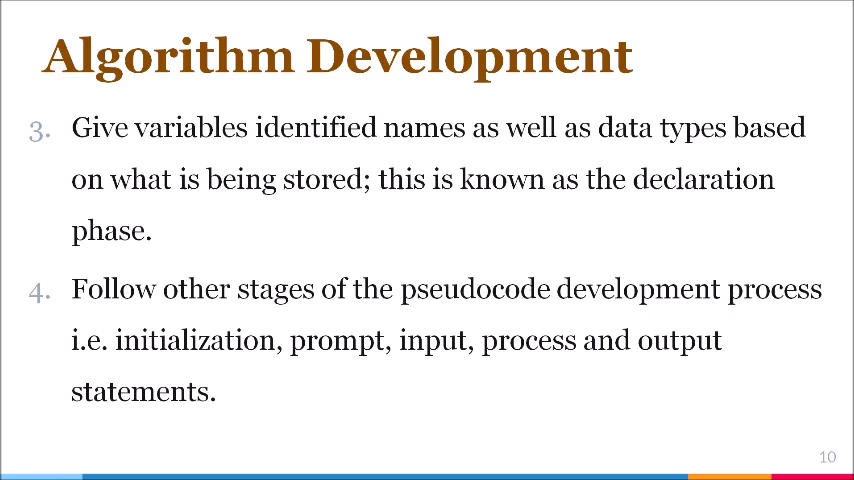 Algorithm Development
3. Give variables identified names as well as data types based
on what is being stored; this is known as the declaration
phase.
4. Follow other stages of the pseudocode development process
i.e. initialization, prompt, input, process and output
statements.
10